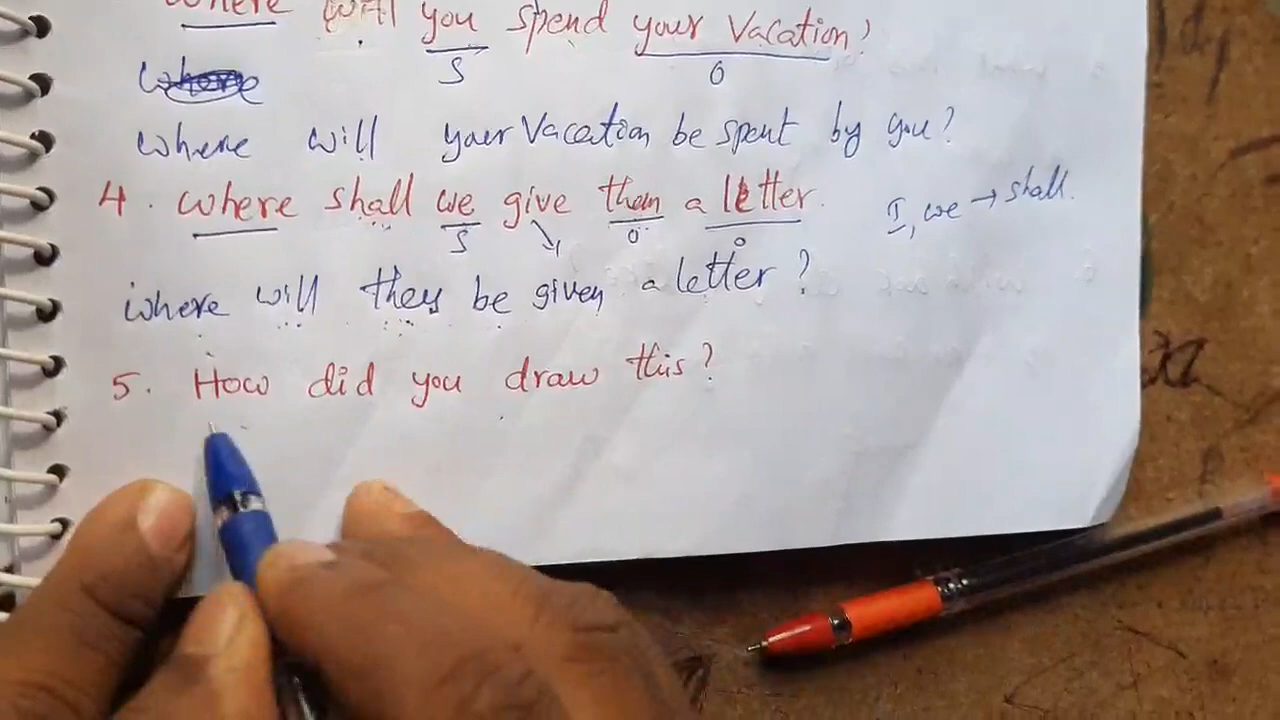 where will you spend your vacation?
S O
where
where will your Vacation be spent by you?
4. where shall we give them a letter. I, we → shall.
S O O
where will they be given a letter?
5. How did you draw this?